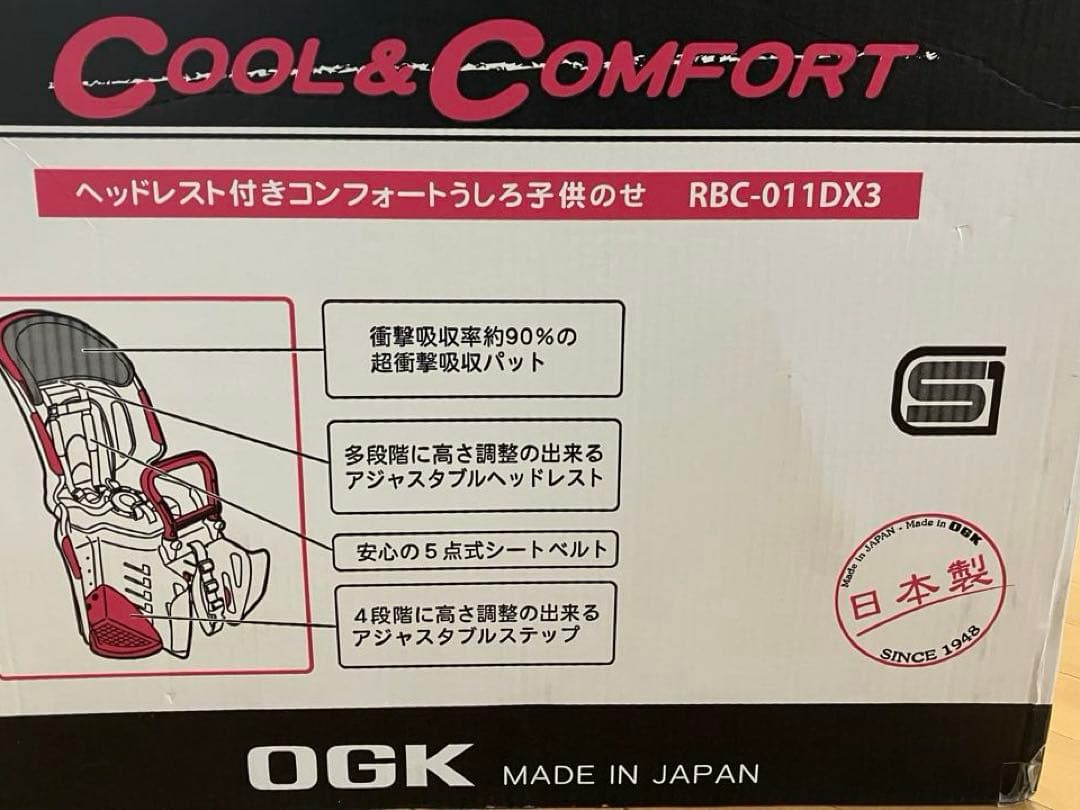 COOL&COMFORT
ヘッドレスト付きコンフォートうしろ子供のせ RBC-011DX3
衝撃吸収率約90%の
超衝撃吸収パット
多段階に高さ調整の出来る
アジャスタブルヘッドレスト
安心の5点式シートベルト
4段階に高さ調整の出来る
アジャスタブルステップ
SG
Made in JAPAN - Made in OGK
日本製
SINCE 1948
OGK MADE IN JAPAN